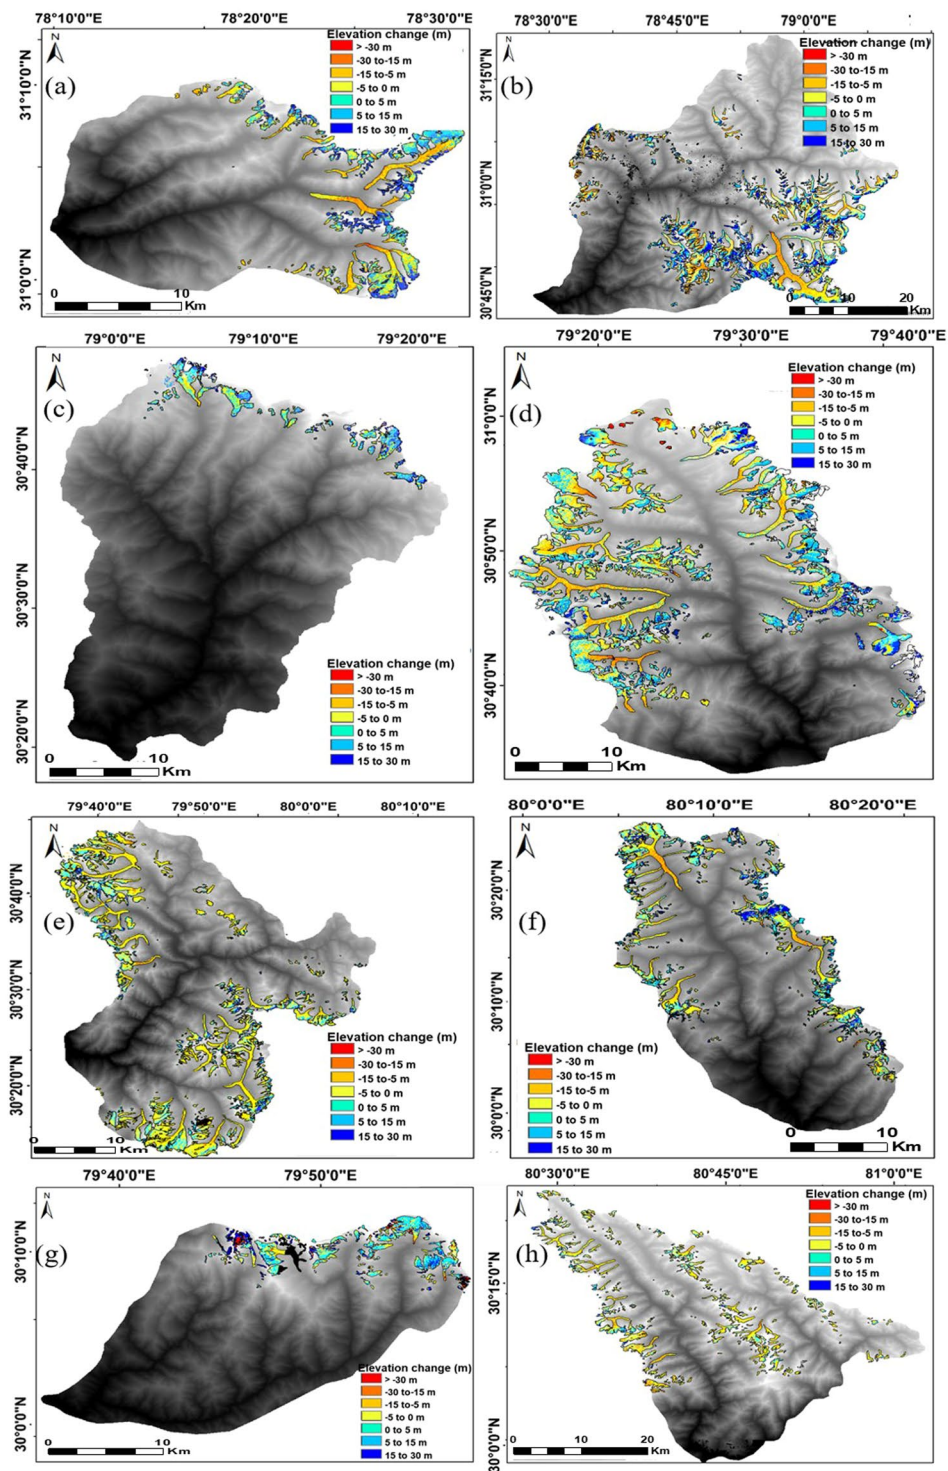 78°10'0"E 78°20'0"E 78°30'0"E
N
(a)
Elevation change (m)
> -30 m
-30 to-15 m
-15 to-5 m
-5 to 0 m
0 to 5 m
5 to 15 m
15 to 30 m
31°10'0"N
31°0'0"N
0 10
Km
78°30'0"E 78°45'0"E 79°0'0"E
N
(b)
Elevation change (m)
> -30 m
-30 to-15 m
-15 to-5 m
-5 to 0 m
0 to 5 m
5 to 15 m
15 to 30 m
31°15'0"N
31°0'0"N
30°45'0"N
0 10 20
Km
79°0'0"E 79°10'0"E 79°20'0"E
N
(c)
30°40'0"N
30°30'0"N
30°20'0"N
Elevation change (m)
> -30 m
-30 to-15 m
-15 to-5 m
-5 to 0 m
0 to 5 m
5 to 15 m
15 to 30 m
0 10
Km
79°20'0"E 79°30'0"E 79°40'0"E
N
(d)
Elevation change (m)
> -30 m
-30 to-15 m
-15 to-5 m
-5 to 0 m
0 to 5 m
5 to 15 m
15 to 30 m
31°0'0"N
30°50'0"N
30°40'0"N
0 10
Km
79°40'0"E 79°50'0"E 80°0'0"E 80°10'0"E
N
(e)
30°40'0"N
30°30'0"N
30°20'0"N
Elevation change (m)
> -30 m
-30 to-15 m
-15 to-5 m
-5 to 0 m
0 to 5 m
5 to 15 m
15 to 30 m
0 10
Km
80°0'0"E 80°10'0"E 80°20'0"E
N
(f)
30°20'0"N
30°10'0"N
30°0'0"N
Elevation change (m)
> -30 m
-30 to-15 m
-15 to-5 m
-5 to 0 m
0 to 5 m
5 to 15 m
15 to 30 m
0 10
Km
79°40'0"E 79°50'0"E
N
(g)
30°10'0"N
30°0'0"N
Elevation change (m)
> -30 m
-30 to-15 m
-15 to-5 m
-5 to 0 m
0 to 5 m
5 to 15 m
15 to 30 m
0 10
Km
80°30'0"E 80°45'0"E 81°0'0"E
N
(h)
Elevation change (m)
> -30 m
-30 to-15 m
-15 to-5 m
-5 to 0 m
0 to 5 m
5 to 15 m
15 to 30 m
30°15'0"N
30°0'0"N
0 10 20
Km